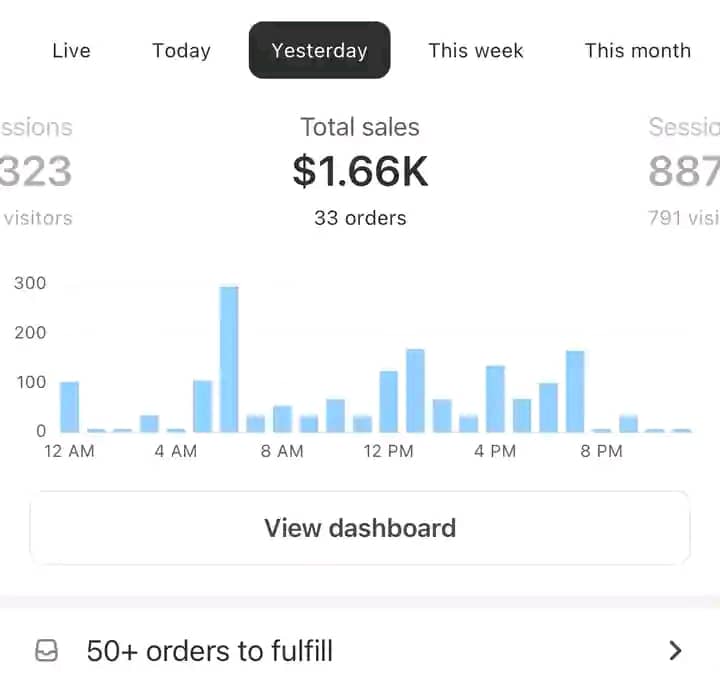 Live Today Yesterday This week This month
ssions Total sales Sessio
323 $1.66K 887
visitors 33 orders 791 visi
300
200
100
0
12 AM 4 AM 8 AM 12 PM 4 PM 8 PM
View dashboard
50+ orders to fulfill